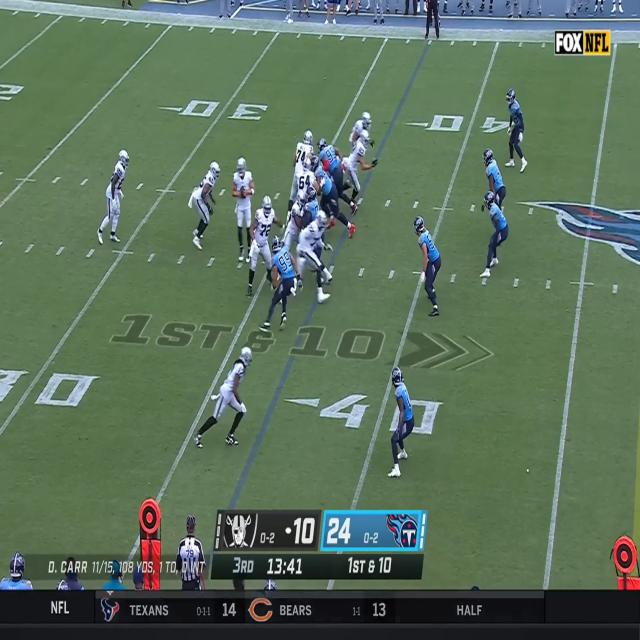 FOX NFL
30
40
1ST & 10
40
0-2 10 24 0-2
3RD 13:41 1ST & 10
D. CARR 11/15, 108 YDS, 1 TD, 0 INT
NFL TEXANS 0-1-1 14 BEARS 1-1 13 HALF